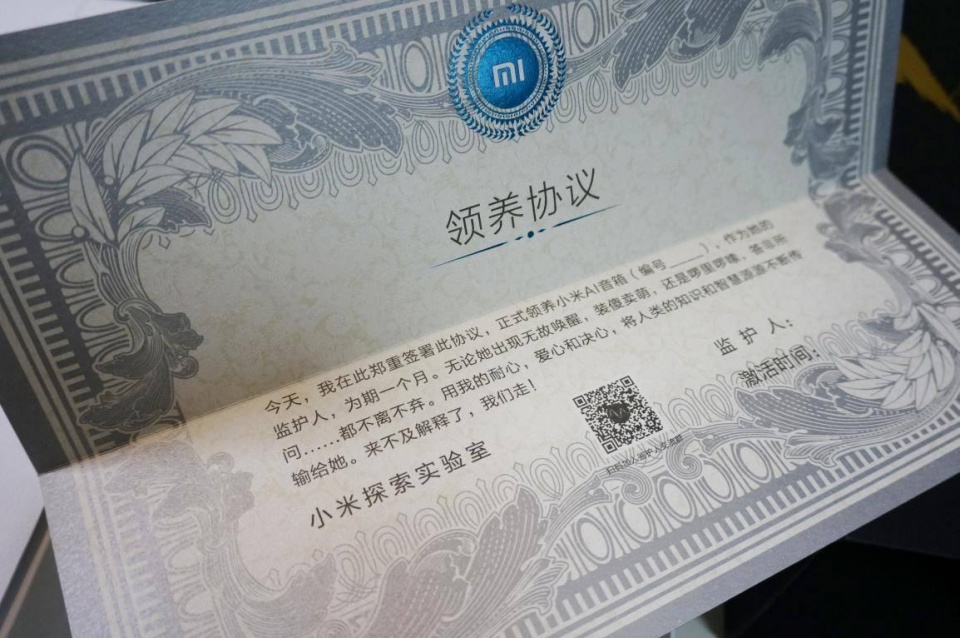 MI
领养协议
今天，我在此郑重签署此协议，正式领养小米AI音箱（编号_____），作为她的
监护人，为期一个月。无论她出现无故唤醒，装傻卖萌，还是啰里啰嗦，答非所
问……都不离不弃。用我的耐心，爱心和决心，将人类的知识和智慧源源不断传
输给她。来不及解释了，我们走！
监 护 人：
激活时间：
小米探索实验室